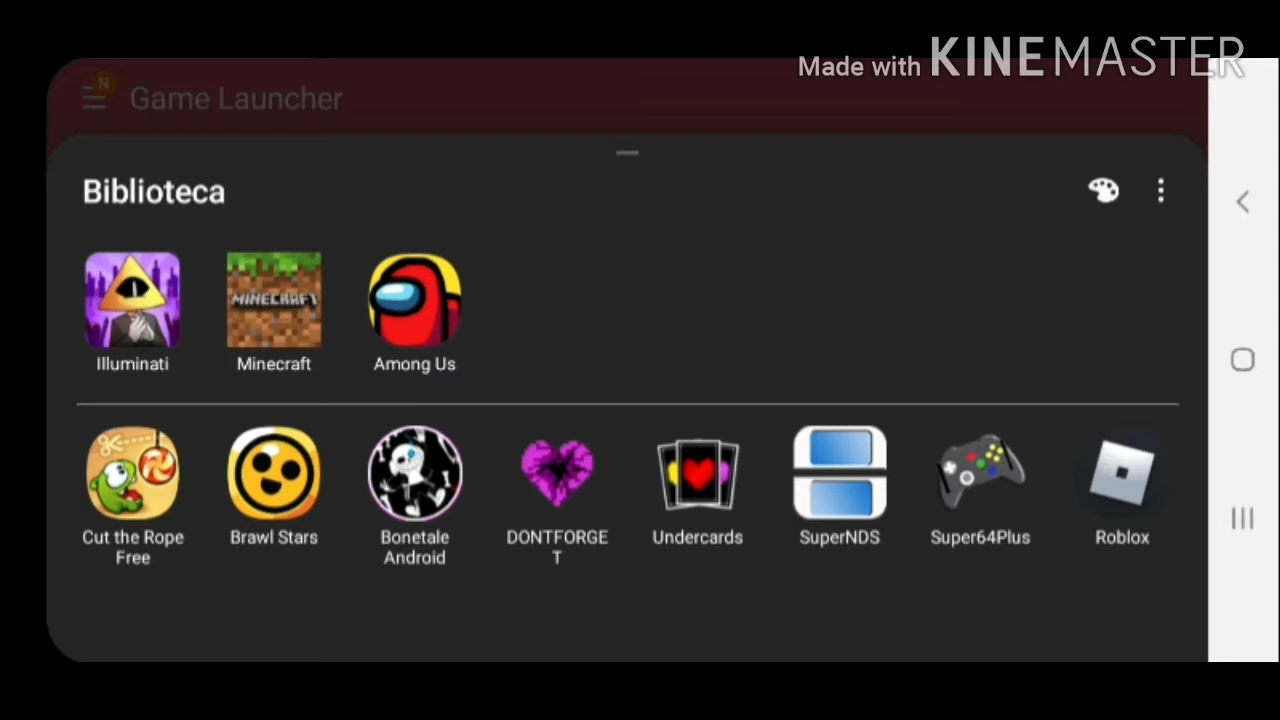 Made with KINEMASTER
N
Game Launcher
Biblioteca
MINECRAFT
Illuminati
Minecraft
Among Us
Cut the Rope
Free
Brawl Stars
Bonetale
Android
DONTFORGE
T
Undercards
SuperNDS
Super64Plus
Roblox